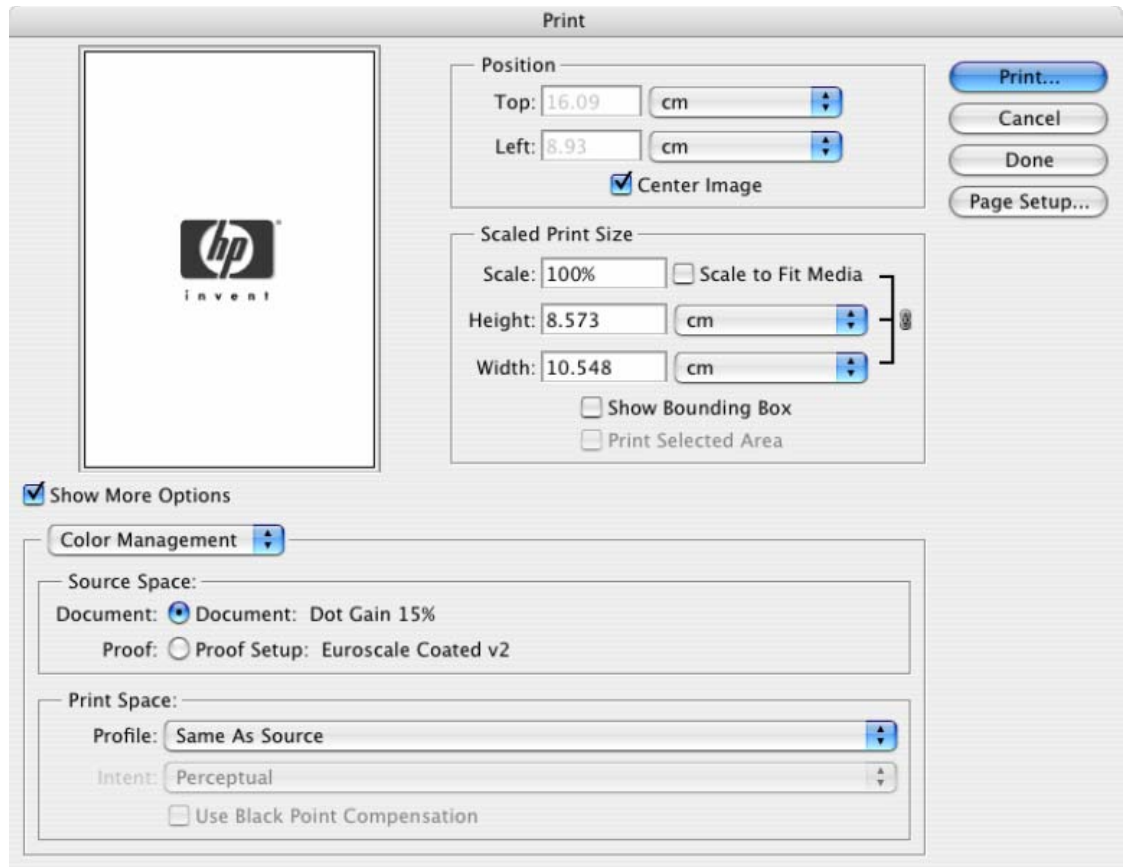 Print
hp
invent
Position
Top: 16.09 cm
Left: 8.93 cm
Center Image
Print...
Cancel
Done
Page Setup...
Scaled Print Size
Scale: 100% Scale to Fit Media
Height: 8.573 cm
Width: 10.548 cm
Show Bounding Box
Print Selected Area
Show More Options
Color Management
Source Space:
Document: Document: Dot Gain 15%
Proof: Proof Setup: Euroscale Coated v2
Print Space:
Profile: Same As Source
Intent: Perceptual
Use Black Point Compensation